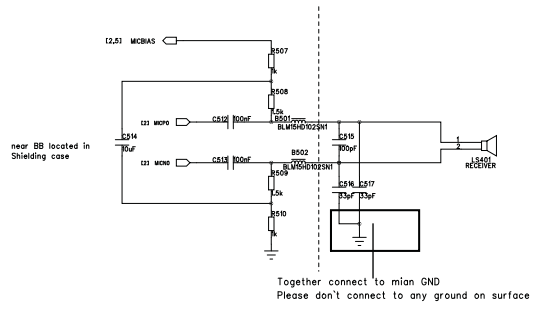 [2,5] MICBIAS
R507
1k
R508
1.5k
[2] MICP0
C512
100nF
B501
BLM15HD102SN1
near BB located in
Shielding case
C514
10uF
C515
100pF
1
2
LS401
RECEIVER
[2] MICN0
C513
100nF
B502
BLM15HD102SN1
R509
1.5k
C516
33pF
C517
33pF
R510
1k
Together connect to mian GND
Please don't connect to any ground on surface